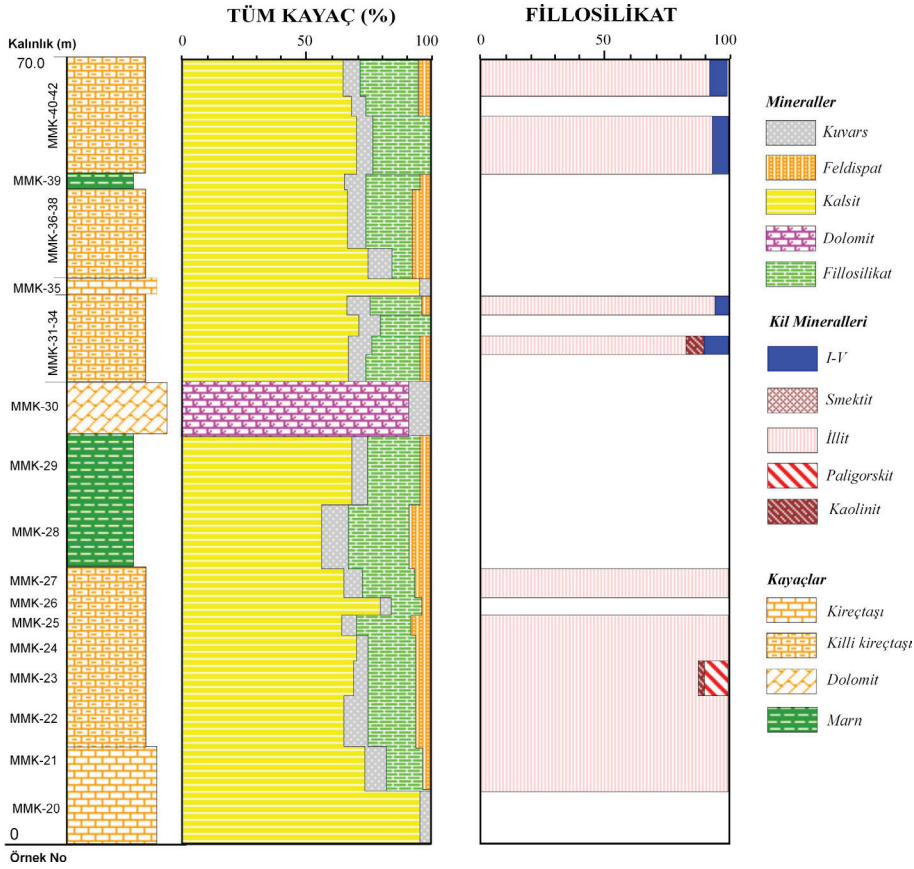 TÜM KAYAÇ (%)
FİLLOSİLİKAT
Kalınlık (m)
0 50 100
0 50 100
70.0
MMK-40-42
MMK-39
MMK-36-38
MMK-35
MMK-31-34
MMK-30
MMK-29
MMK-28
MMK-27
MMK-26
MMK-25
MMK-24
MMK-23
MMK-22
MMK-21
MMK-20
0
Örnek No
Mineraller
Kuvars
Feldispat
Kalsit
Dolomit
Fillosilikat
Kil Mineralleri
I-V
Smektit
İllit
Paligorskit
Kaolinit
Kayaçlar
Kireçtaşı
Killi kireçtaşı
Dolomit
Marn